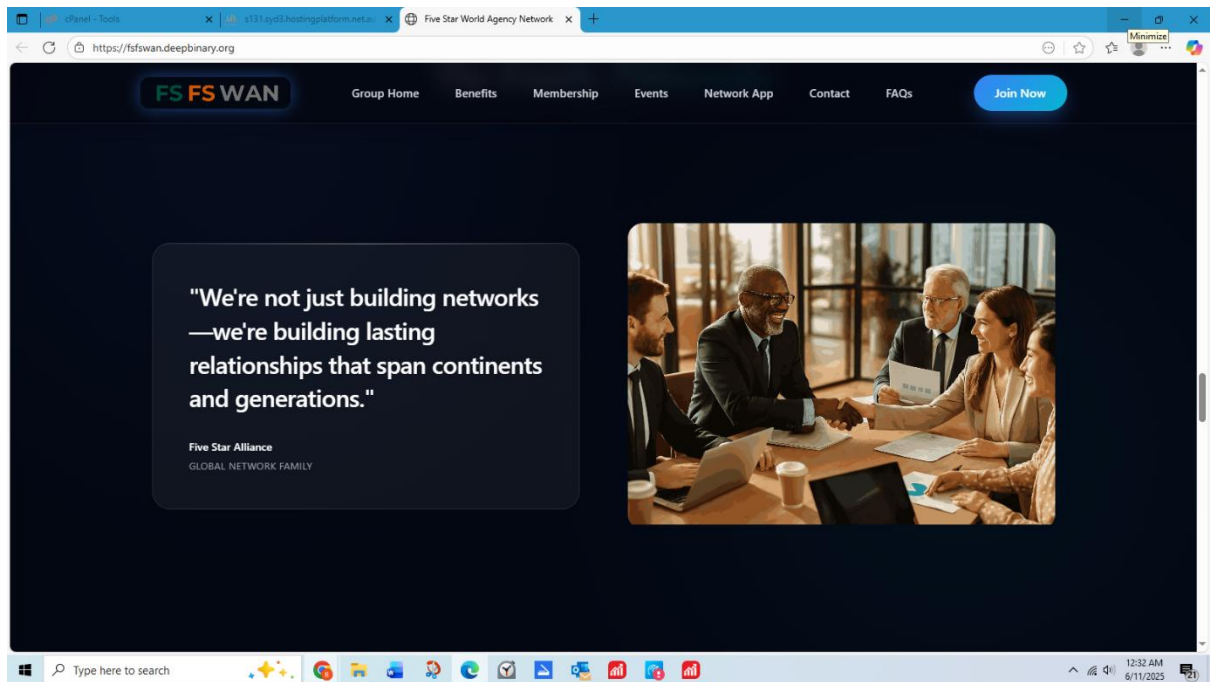 cPanel - Tools
s131.syd3.hostingplatform.net.au
Five Star World Agency Network
Minimize
https://fsfswan.deepbinary.org
FS FS WAN
Group Home
Benefits
Membership
Events
Network App
Contact
FAQs
Join Now
"We're not just building networks
—we're building lasting
relationships that span continents
and generations."
Five Star Alliance
GLOBAL NETWORK FAMILY
Type here to search
12:32 AM
6/11/2025
21